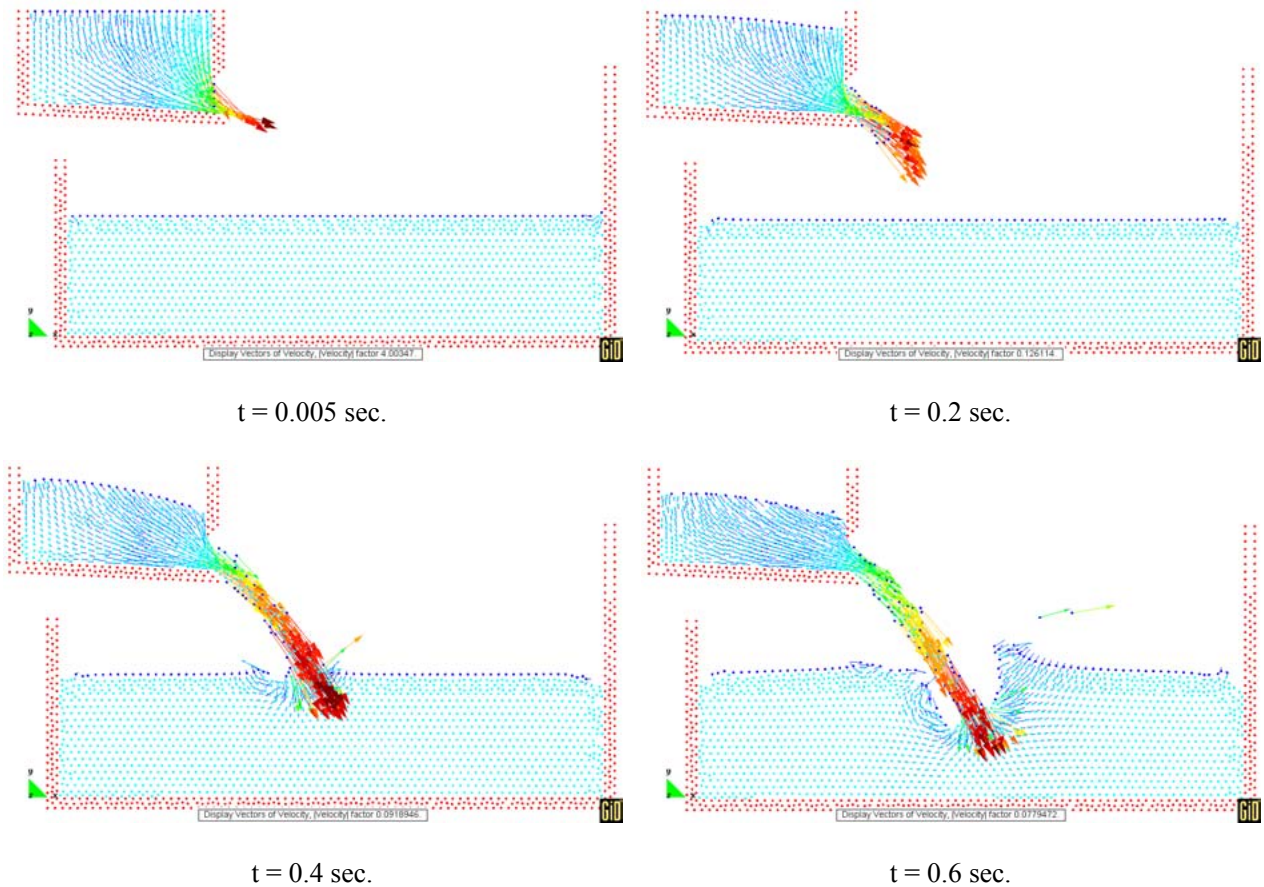 y
x
Display Vectors of Velocity, |Velocity| factor 4.00347.
GiD
y
x
Display Vectors of Velocity, |Velocity| factor 0.126114.
GiD
t = 0.005 sec.
t = 0.2 sec.
y
x
Display Vectors of Velocity, |Velocity| factor 0.0918946.
GiD
y
x
Display Vectors of Velocity, |Velocity| factor 0.0779472.
GiD
t = 0.4 sec.
t = 0.6 sec.